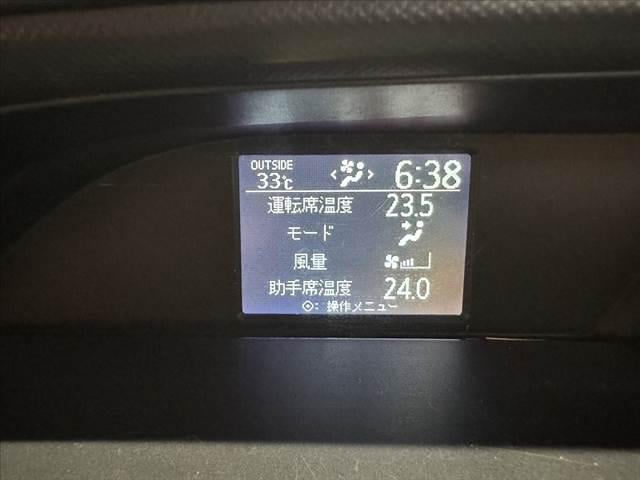 OUTSIDE
33℃ 6:38
運転席温度 23.5
モード
風量
助手席温度 24.0
⊙: 操作メニュー